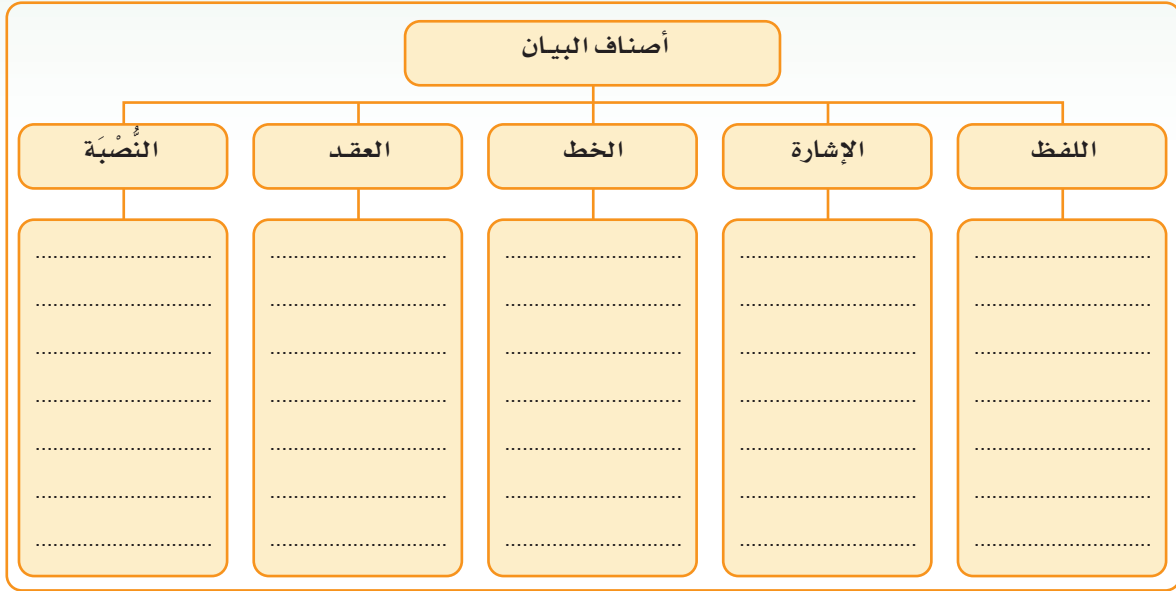 أصناف البيان
اللفظ
الإشارة
الخط
العقد
النُّصْبَة